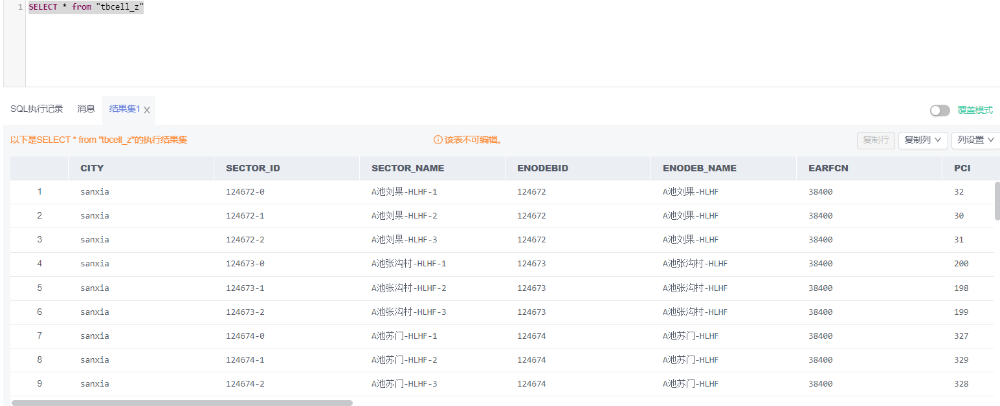 1 SELECT * from "tbcell_z"
SQL执行记录 消息 结果集1 覆盖模式
以下是SELECT * from "tbcell_z"的执行结果集 该表不可编辑。 复制行 复制列 列设置
CITY SECTOR_ID SECTOR_NAME ENODEBID ENODEB_NAME EARFCN PCI
1 sanxia 124672-0 A池刘果-HLHF-1 124672 A池刘果-HLHF 38400 32
2 sanxia 124672-1 A池刘果-HLHF-2 124672 A池刘果-HLHF 38400 30
3 sanxia 124672-2 A池刘果-HLHF-3 124672 A池刘果-HLHF 38400 31
4 sanxia 124673-0 A池张沟村-HLHF-1 124673 A池张沟村-HLHF 38400 200
5 sanxia 124673-1 A池张沟村-HLHF-2 124673 A池张沟村-HLHF 38400 198
6 sanxia 124673-2 A池张沟村-HLHF-3 124673 A池张沟村-HLHF 38400 199
7 sanxia 124674-0 A池苏门-HLHF-1 124674 A池苏门-HLHF 38400 327
8 sanxia 124674-1 A池苏门-HLHF-2 124674 A池苏门-HLHF 38400 329
9 sanxia 124674-2 A池苏门-HLHF-3 124674 A池苏门-HLHF 38400 328